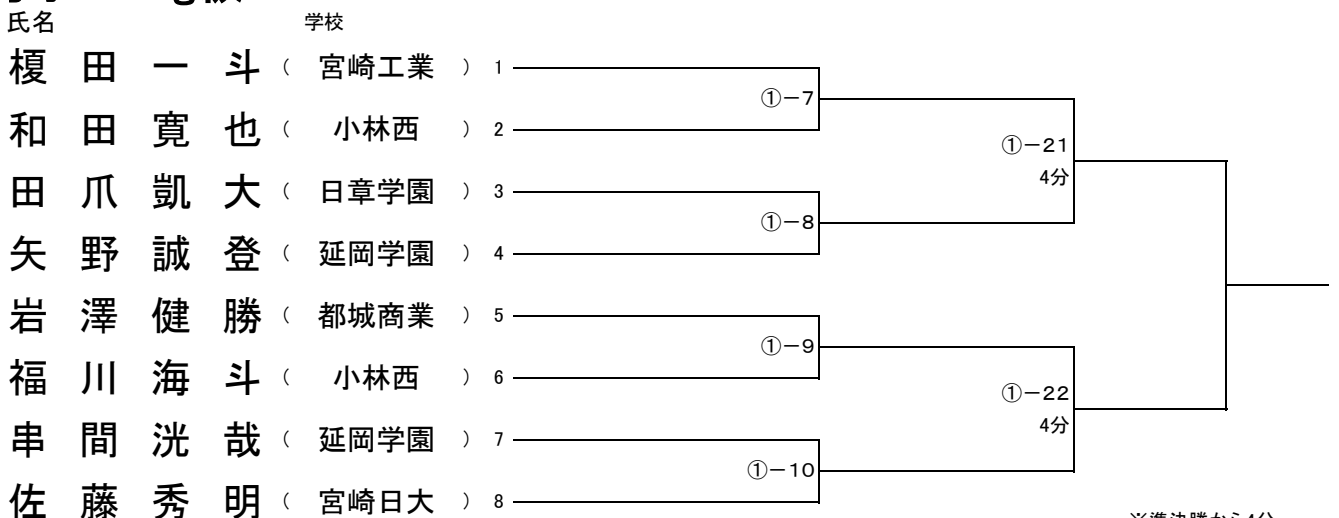 氏名 学校
榎田一斗（宮崎工業）1
①－7
和田寛也（小林西）2
①－21
4分
田爪凱大（日章学園）3
①－8
矢野誠登（延岡学園）4
岩澤健勝（都城商業）5
①－9
福川海斗（小林西）6
①－22
4分
串間洸哉（延岡学園）7
①－10
佐藤秀明（宮崎日大）8